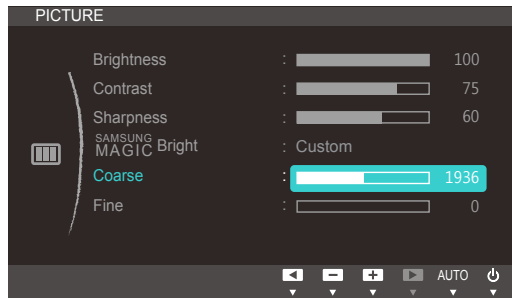 PICTURE
Brightness : 100
Contrast : 75
Sharpness : 60
SAMSUNG MAGIC Bright : Custom
Coarse : 1936
Fine : 0
AUTO